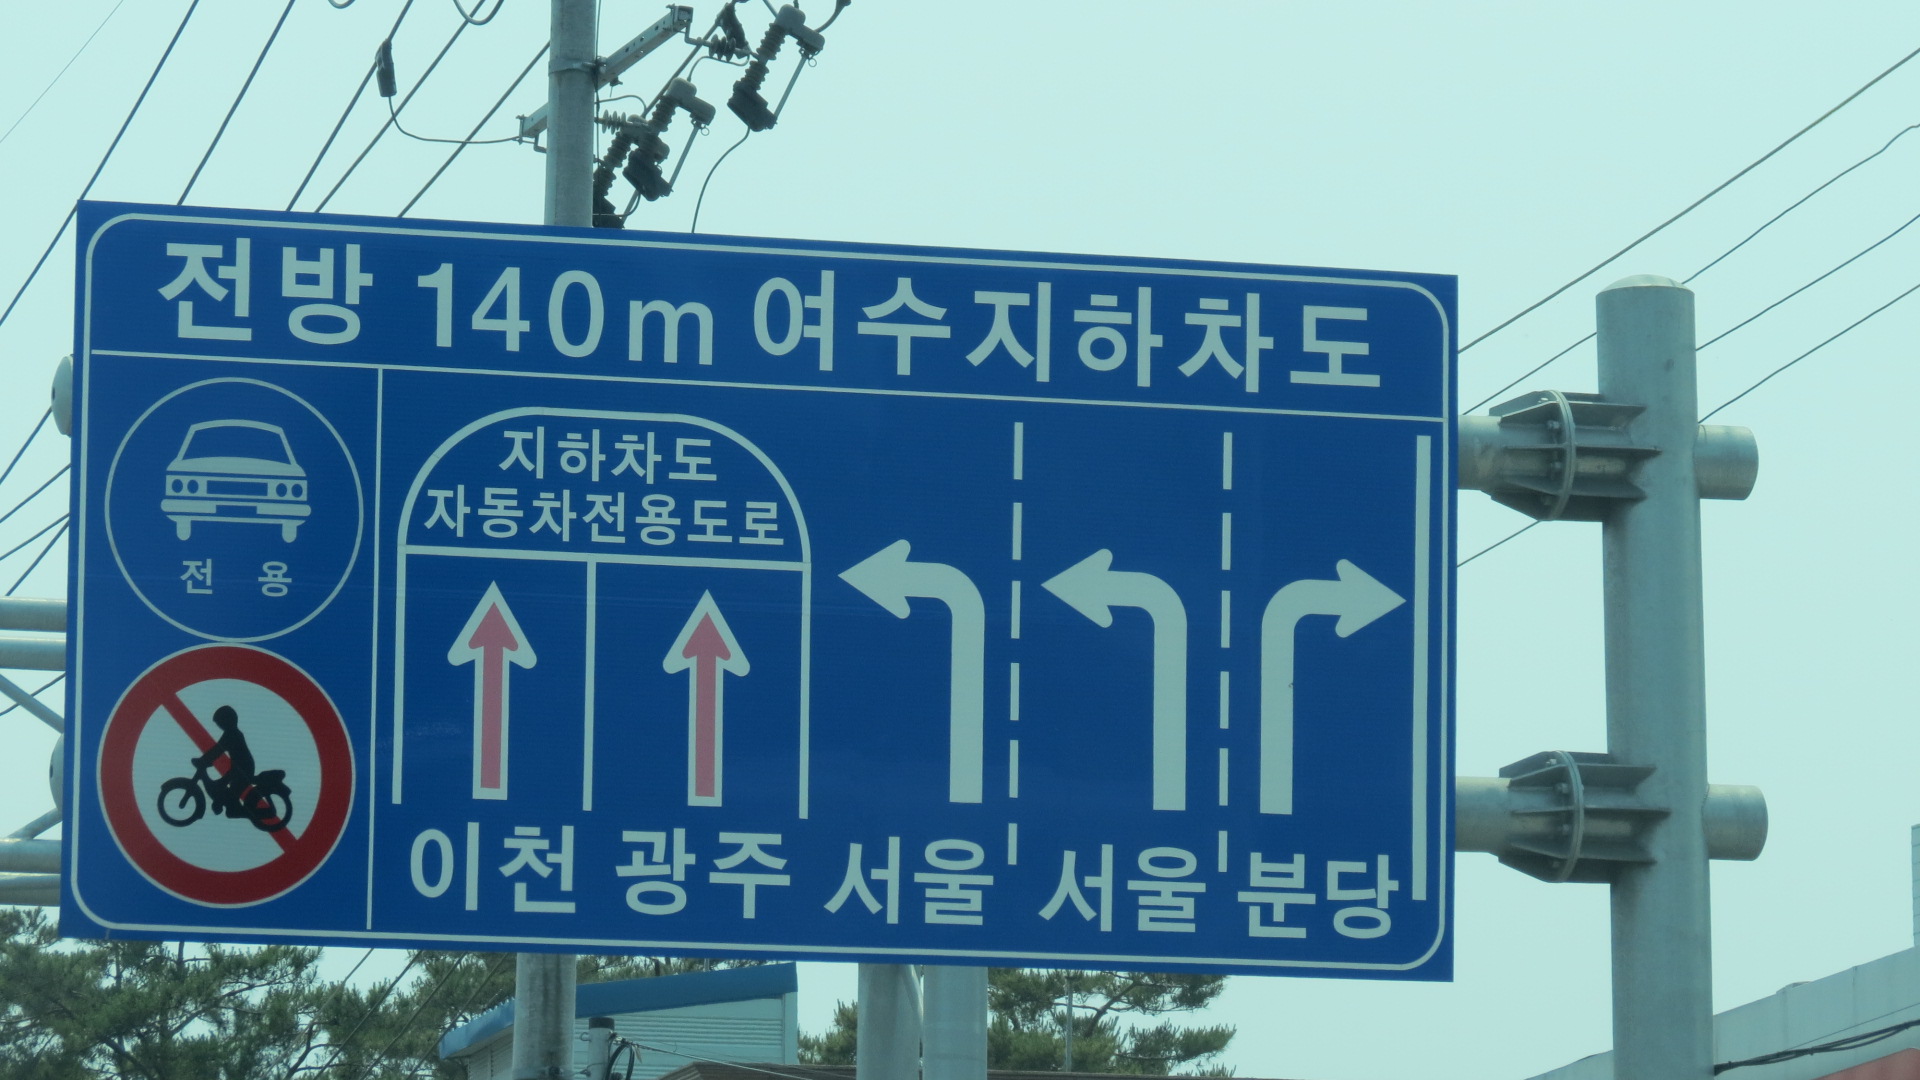 전방 140m 여수지하차도
전 용
지하차도
자동차전용도로
이천 광주 서울 서울 분당